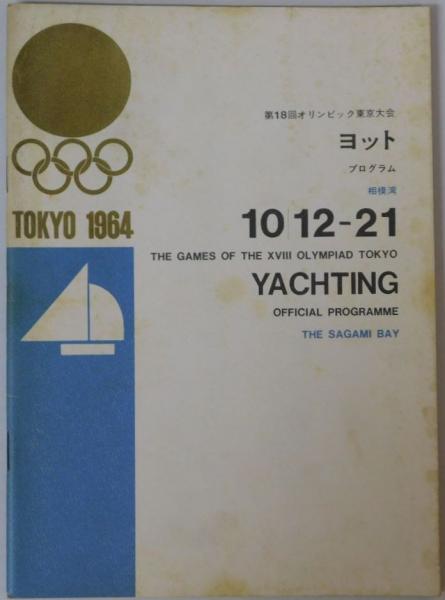 第18回オリンピック東京大会
ヨット
プログラム
相模湾
TOKYO 1964
10/12-21
THE GAMES OF THE XVIII OLYMPIAD TOKYO
YACHTING
OFFICIAL PROGRAMME
THE SAGAMI BAY